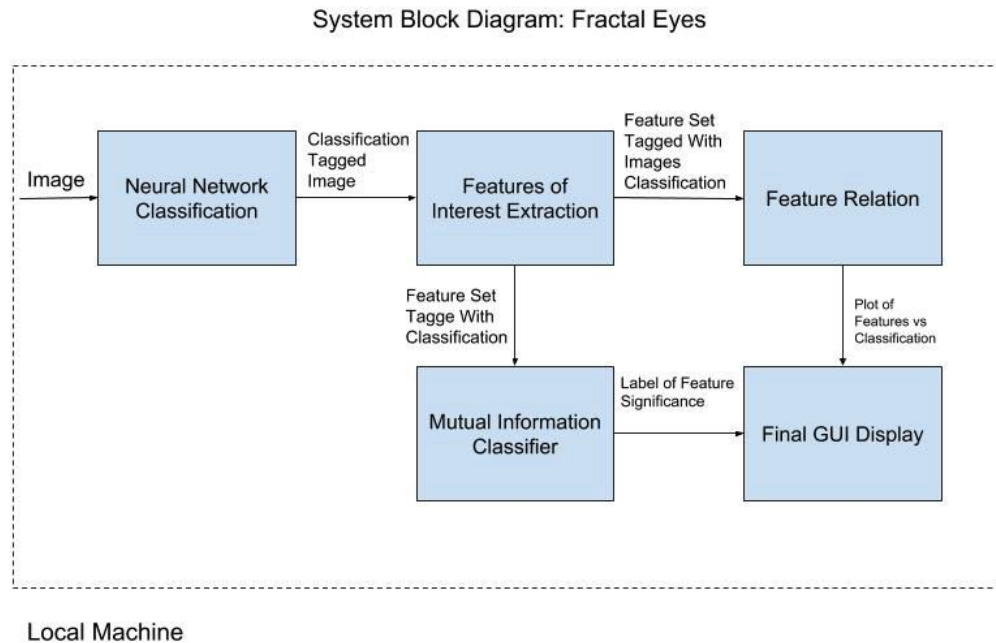 System Block Diagram: Fractal Eyes
Image
Neural Network
Classification
Classification
Tagged
Image
Features of
Interest Extraction
Feature Set
Tagged With
Images
Classification
Feature Relation
Feature Set
Tagge With
Classification
Plot of
Features vs
Classification
Mutual Information
Classifier
Label of Feature
Significance
Final GUI Display
Local Machine